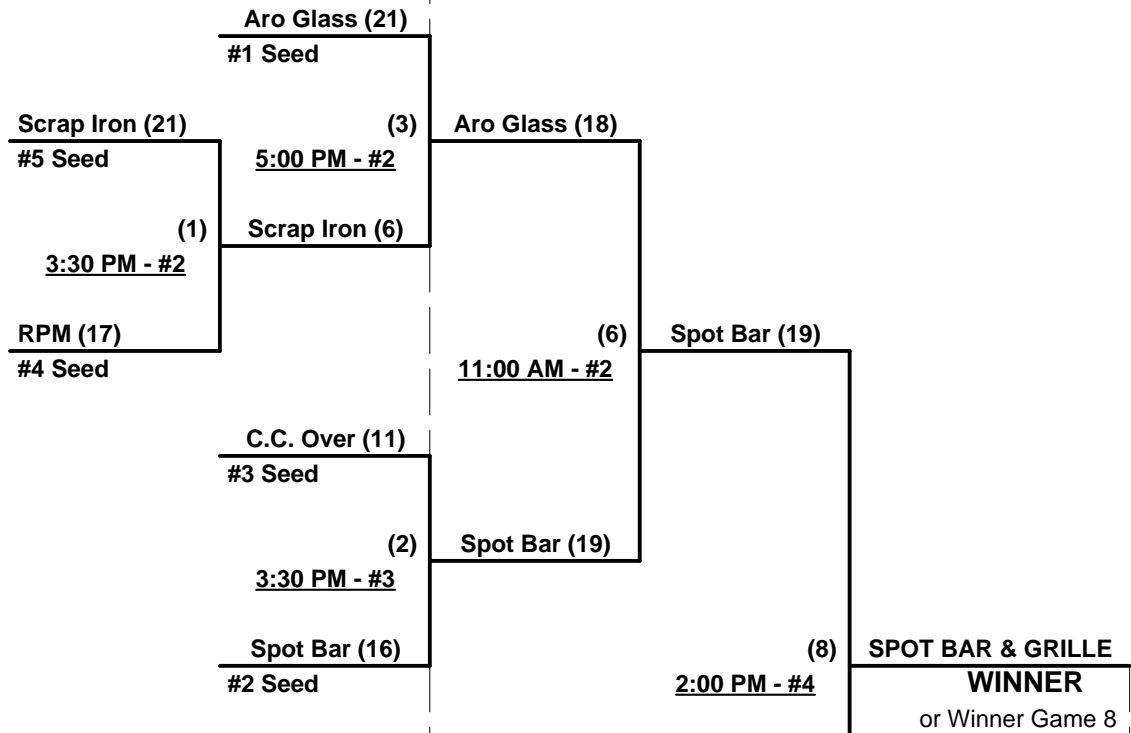 Aro Glass (21)
#1 Seed
Scrap Iron (21)
(3)
Aro Glass (18)
#5 Seed
5:00 PM - #2
(1)
Scrap Iron (6)
3:30 PM - #2
RPM (17)
(6)
Spot Bar (19)
#4 Seed
11:00 AM - #2
C.C. Over (11)
#3 Seed
(2)
Spot Bar (19)
3:30 PM - #3
Spot Bar (16)
(8)
SPOT BAR & GRILLE
#2 Seed
2:00 PM - #4
WINNER
or Winner Game 8